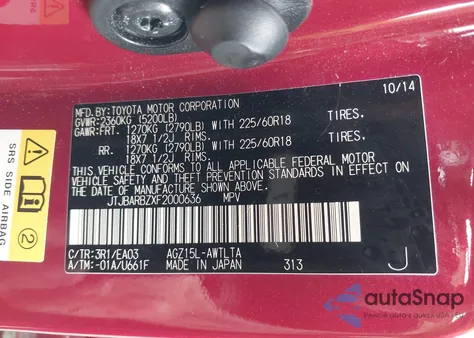 10/14
MFD.BY:TOYOTA MOTOR CORPORATION
GVWR:2360KG (5200LB)
GAWR:FRT. 1270KG (2790LB) WITH 225/60R18 TIRES.
18X7 1/2J RIMS.
RR. 1270KG (2790LB) WITH 225/60R18 TIRES.
18X7 1/2J RIMS.
THIS VEHICLE CONFORMS TO ALL APPLICABLE FEDERAL MOTOR
VEHICLE SAFETY AND THEFT PREVENTION STANDARDS IN EFFECT
ON THE DATE OF MANUFACTURE SHOWN ABOVE.
JTJBARBZXF2000636 MPV
C/TR:3R1/EA03 AGZ15L-AWTLTA
A/TM:-01A/U661F MADE IN JAPAN 313 J
SRS SIDE AIRBAG
2
autoSnap